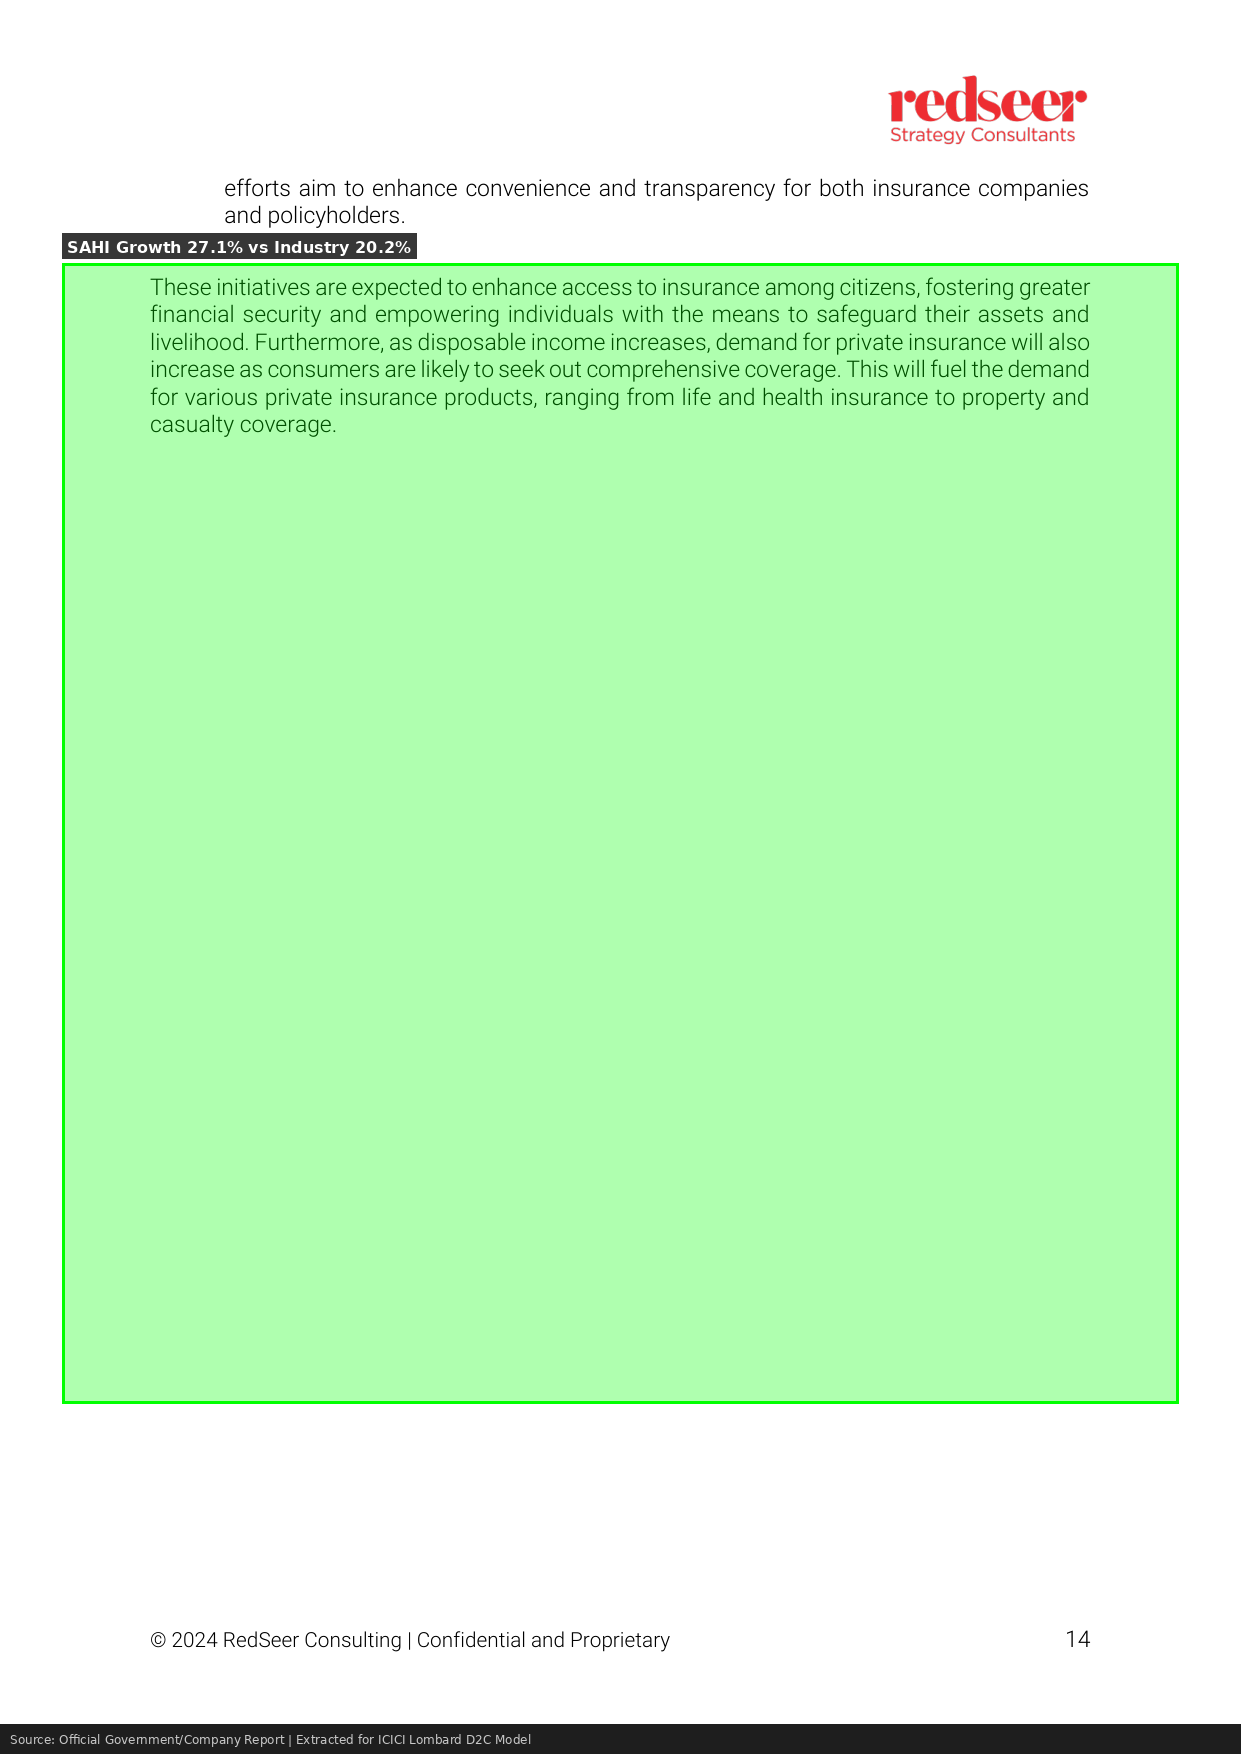 redseer
Strategy Consultants
efforts aim to enhance convenience and transparency for both insurance companies
and policyholders.
SAHI Growth 27.1% vs Industry 20.2%
These initiatives are expected to enhance access to insurance among citizens, fostering greater
financial security and empowering individuals with the means to safeguard their assets and
livelihood. Furthermore, as disposable income increases, demand for private insurance will also
increase as consumers are likely to seek out comprehensive coverage. This will fuel the demand
for various private insurance products, ranging from life and health insurance to property and
casualty coverage.
© 2024 RedSeer Consulting | Confidential and Proprietary 14
Source: Official Government/Company Report | Extracted for ICICI Lombard D2C Model